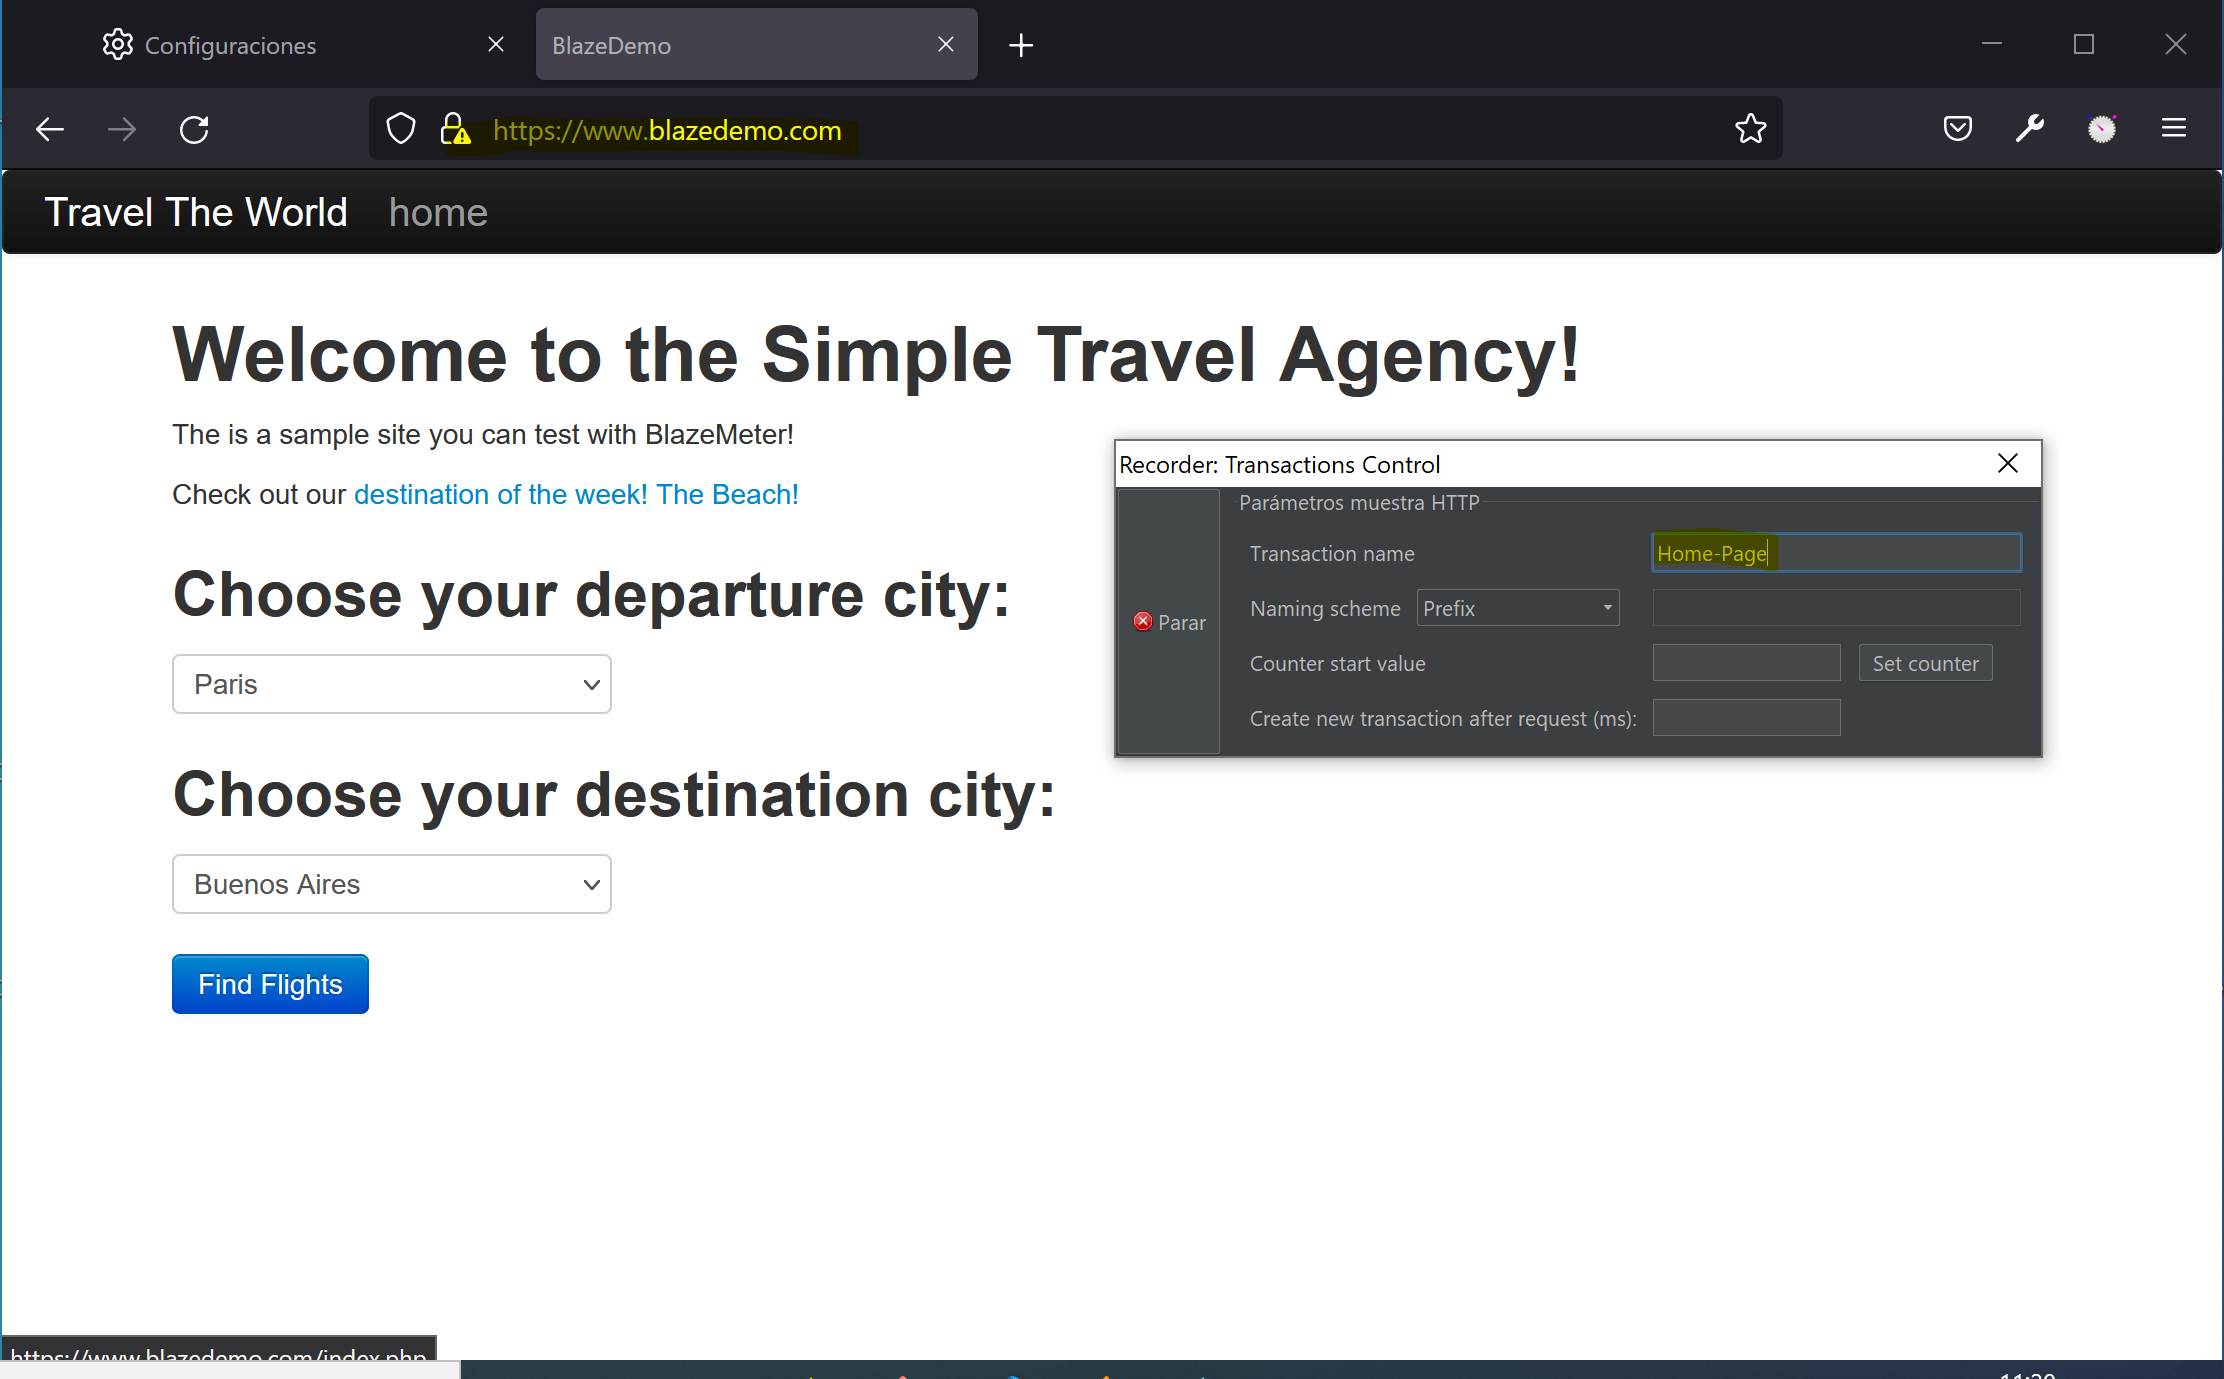 Configuraciones
BlazeDemo
https://www.blazedemo.com
Travel The World home
Welcome to the Simple Travel Agency!
The is a sample site you can test with BlazeMeter!
Check out our destination of the week! The Beach!
Choose your departure city:
Paris
Choose your destination city:
Buenos Aires
Find Flights
Recorder: Transactions Control
Parar
Parámetros muestra HTTP
Transaction name Home-Page
Naming scheme Prefix
Counter start value Set counter
Create new transaction after request (ms):
https://www.blazedemo.com/index.php